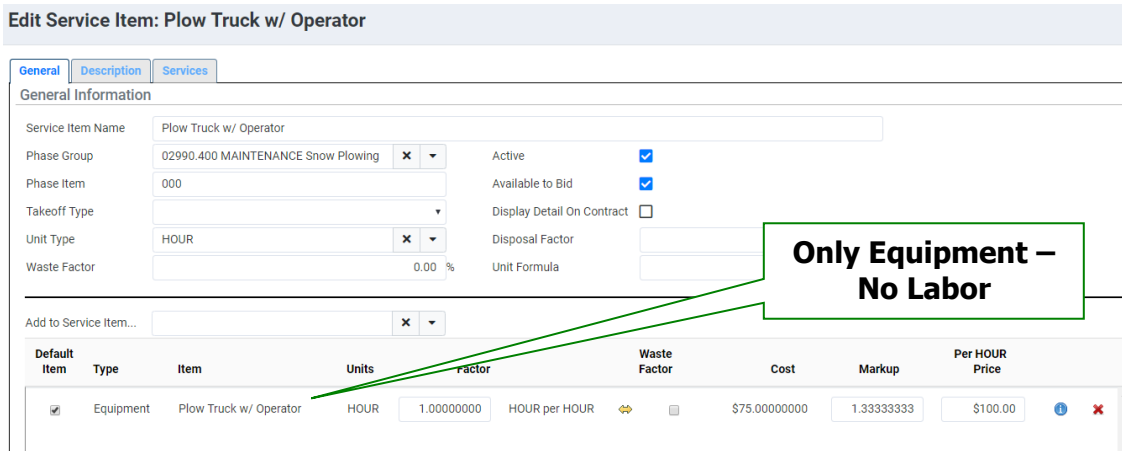 Edit Service Item: Plow Truck w/ Operator
General Description Services
General Information
Service Item Name Plow Truck w/ Operator
Phase Group 02990.400 MAINTENANCE Snow Plowing Active
Phase Item 000 Available to Bid
Takeoff Type Display Detail On Contract
Unit Type HOUR Disposal Factor
Waste Factor 0.00 % Unit Formula
Only Equipment –
No Labor
Add to Service Item...
Default Item Type Item Units Factor Waste Factor Cost Markup Per HOUR Price
Equipment Plow Truck w/ Operator HOUR 1.00000000 HOUR per HOUR $75.00000000 1.33333333 $100.00